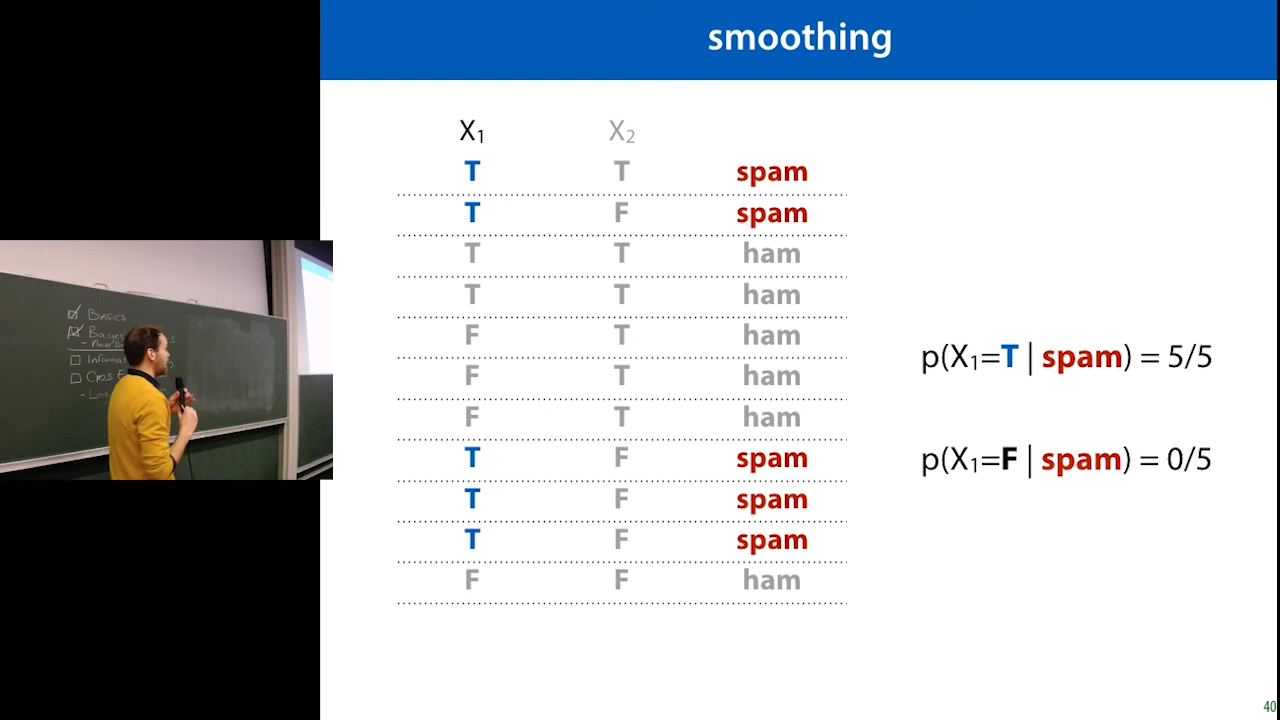 smoothing
X₁ X₂
T T spam
T F spam
T T ham
T T ham
F T ham
F T ham
F T ham
T F spam
T F spam
T F spam
F F ham
p(X₁=T | spam) = 5/5
p(X₁=F | spam) = 0/5
40
Basics
Bayes